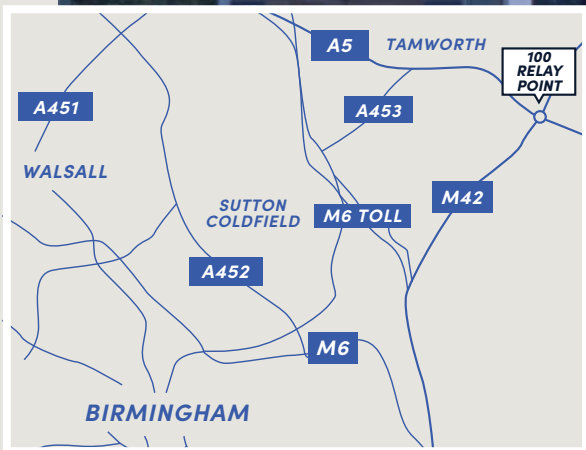 A5
TAMWORTH
100
RELAY
POINT
A451
A453
WALSALL
M42
SUTTON
COLDFIELD
M6 TOLL
A452
M6
BIRMINGHAM